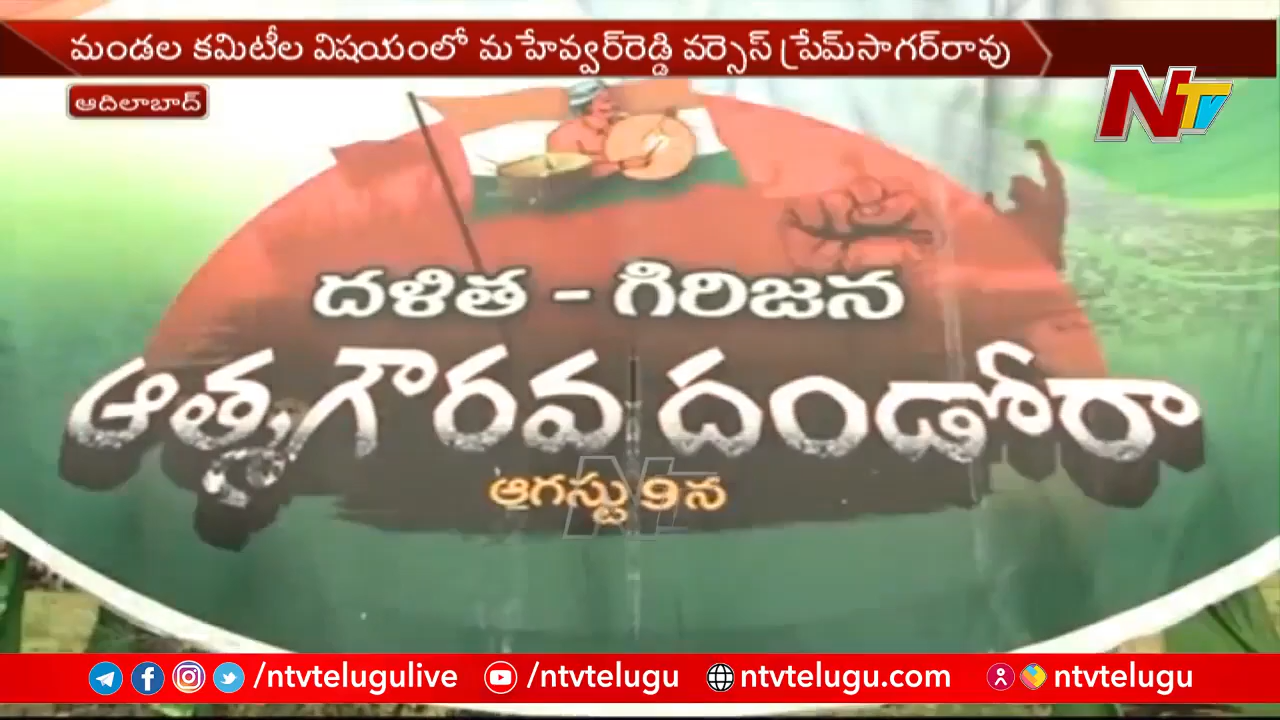 మండల కమిటీల విషయంలో మహేవ్వర్‌రెడ్డి వర్సెస్ ప్రేమ్‌సాగర్‌రావు
ఆదిలాబాద్
NTV
దళిత - గిరిజన
ఆత్మగౌరవ దండోరా
ఆగస్టు 9న
/ntvtelugulive
/ntvtelugu
ntvtelugu.com
ntvtelugu